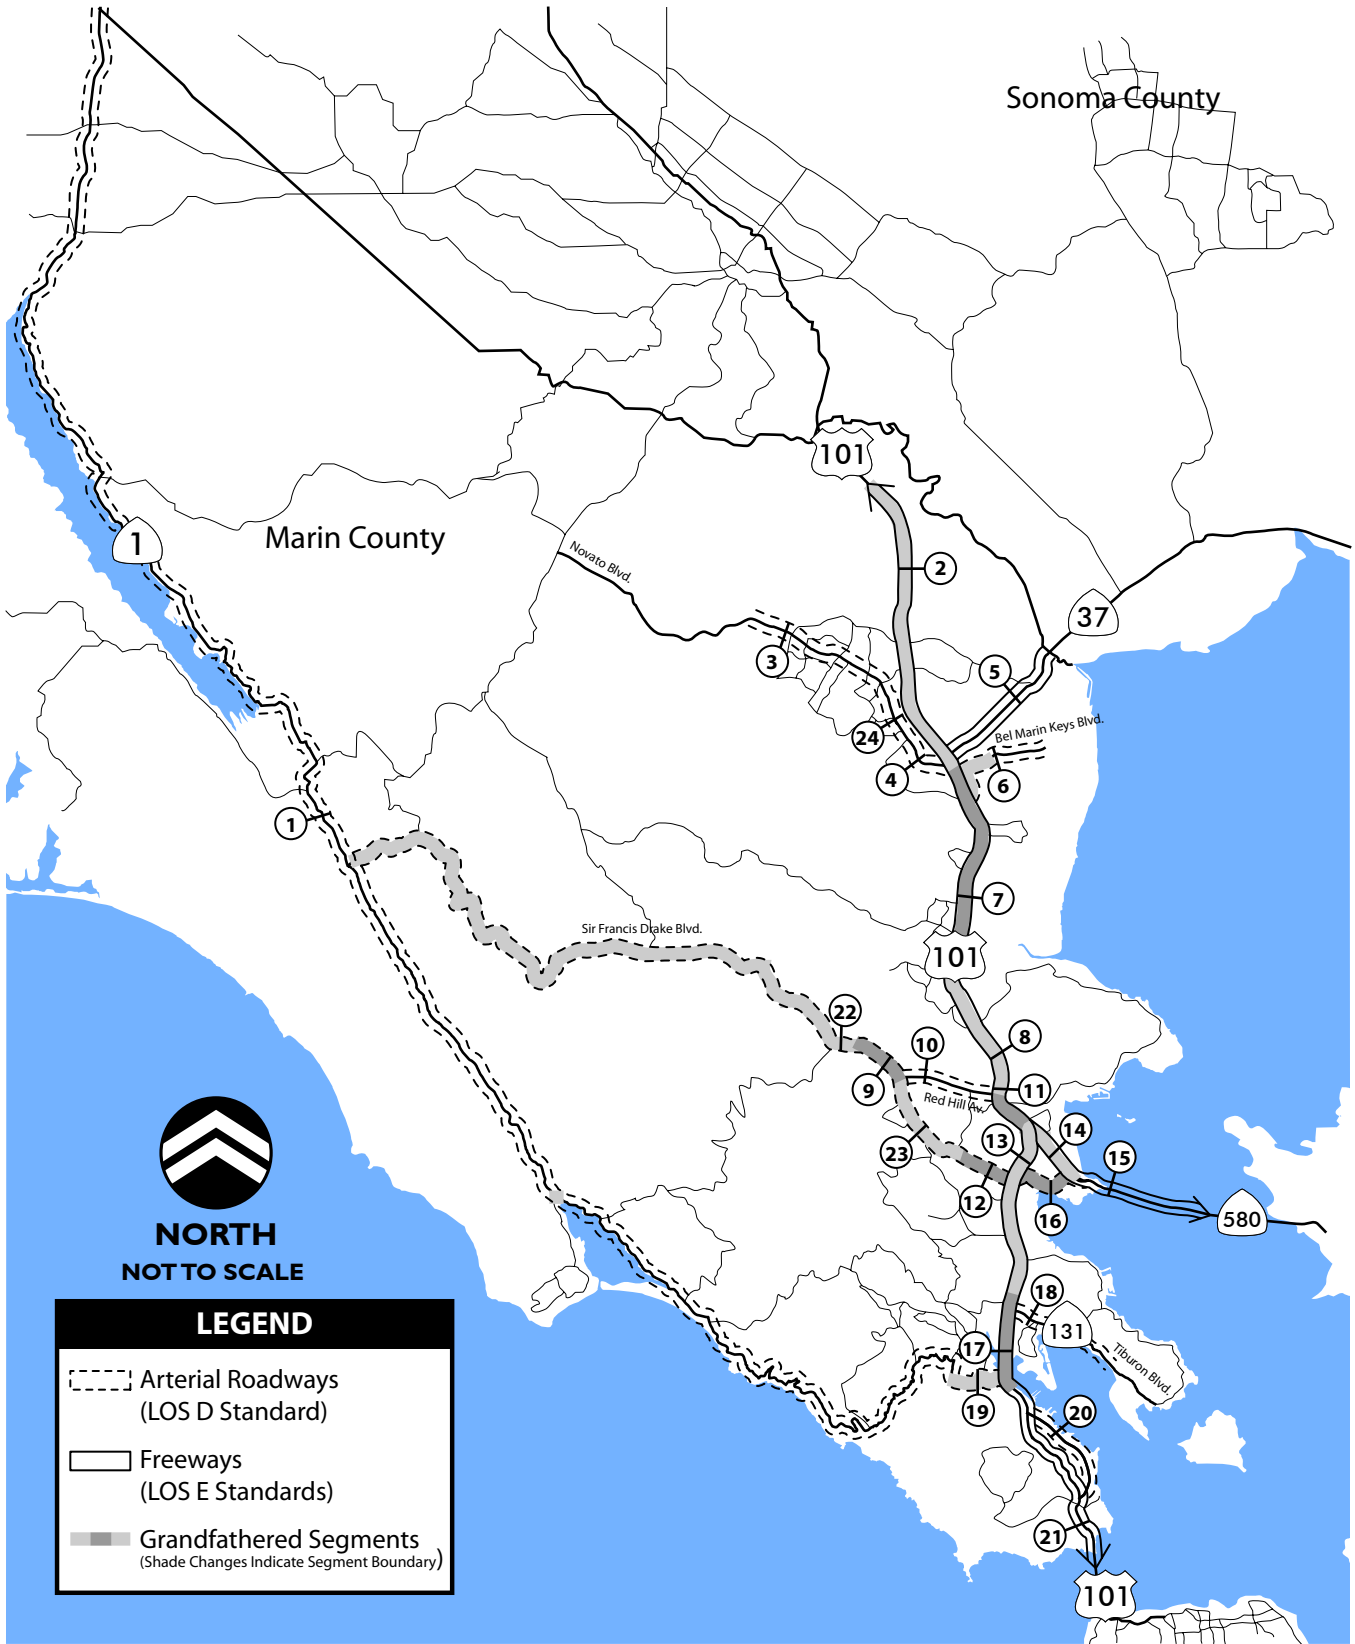 Sonoma County
101
Marin County
1
Novato Blvd.
2
37
3
5
24
Bel Marin Keys Blvd.
4
6
1
7
Sir Francis Drake Blvd.
101
22
10
8
9
11
Red Hill Av.
13
14
23
15
12
16
580
NORTH
NOT TO SCALE
18
131
17
Tiburon Blvd.
19
20
21
101
LEGEND
Arterial Roadways
(LOS D Standard)
Freeways
(LOS E Standards)
Grandfathered Segments
(Shade Changes Indicate Segment Boundary)